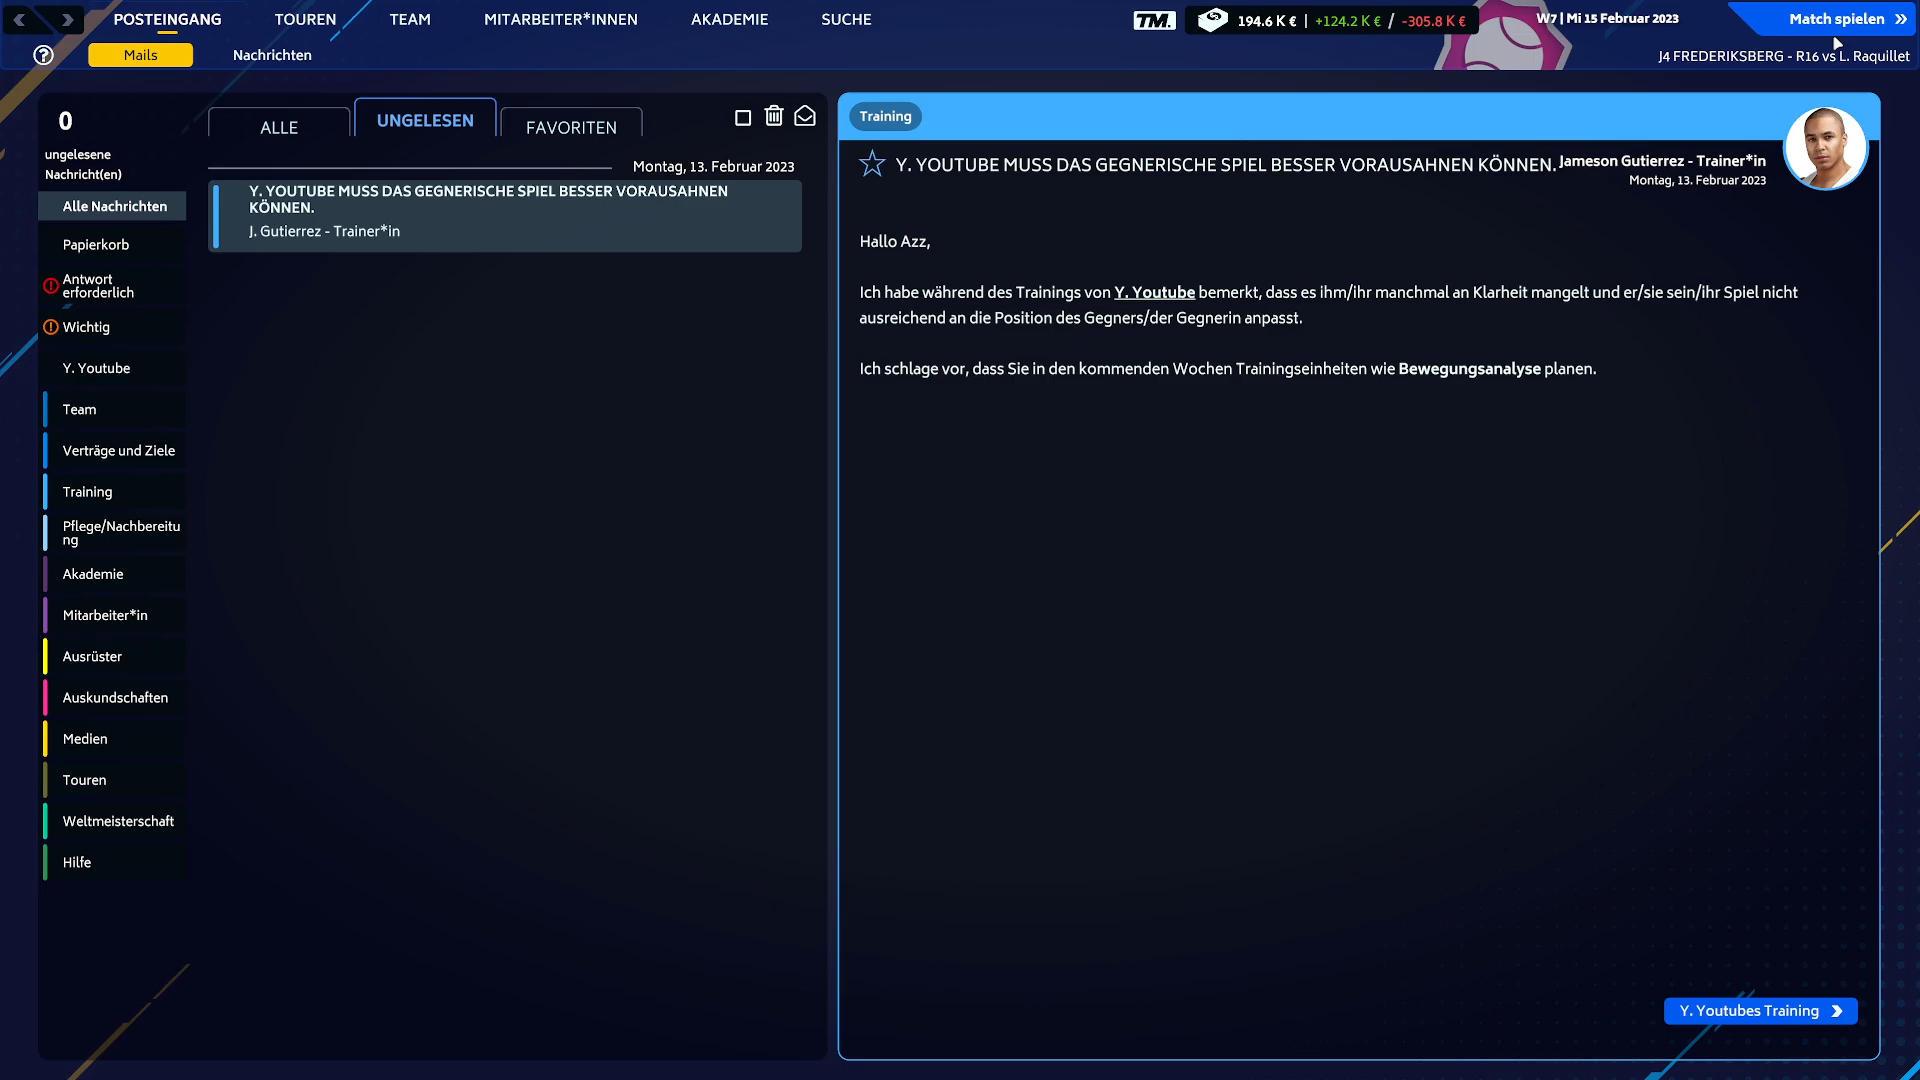 POSTEINGANG
TOUREN
TEAM
MITARBEITER*INNEN
AKADEMIE
SUCHE
TM.
194.6 K € | +124.2 K € / -305.8 K €
W7 | Mi 15 Februar 2023
Match spielen
Mails
Nachrichten
J4 FREDERIKSBERG - R16 vs L. Raquillet
0
ungelesene
Nachricht(en)
Alle Nachrichten
Papierkorb
Antwort
erforderlich
Wichtig
Y. Youtube
Team
Verträge und Ziele
Training
Pflege/Nachbereitu
ng
Akademie
Mitarbeiter*in
Ausrüster
Auskundschaften
Medien
Touren
Weltmeisterschaft
Hilfe
ALLE
UNGELESEN
FAVORITEN
Montag, 13. Februar 2023
Y. YOUTUBE MUSS DAS GEGNERISCHE SPIEL BESSER VORAUSAHNEN
KÖNNEN.
J. Gutierrez - Trainer*in
Training
Y. YOUTUBE MUSS DAS GEGNERISCHE SPIEL BESSER VORAUSAHNEN KÖNNEN.
Jameson Gutierrez - Trainer*in
Montag, 13. Februar 2023
Hallo Azz,
Ich habe während des Trainings von Y. Youtube bemerkt, dass es ihm/ihr manchmal an Klarheit mangelt und er/sie sein/ihr Spiel nicht
ausreichend an die Position des Gegners/der Gegnerin anpasst.
Ich schlage vor, dass Sie in den kommenden Wochen Trainingseinheiten wie Bewegungsanalyse planen.
Y. Youtubes Training